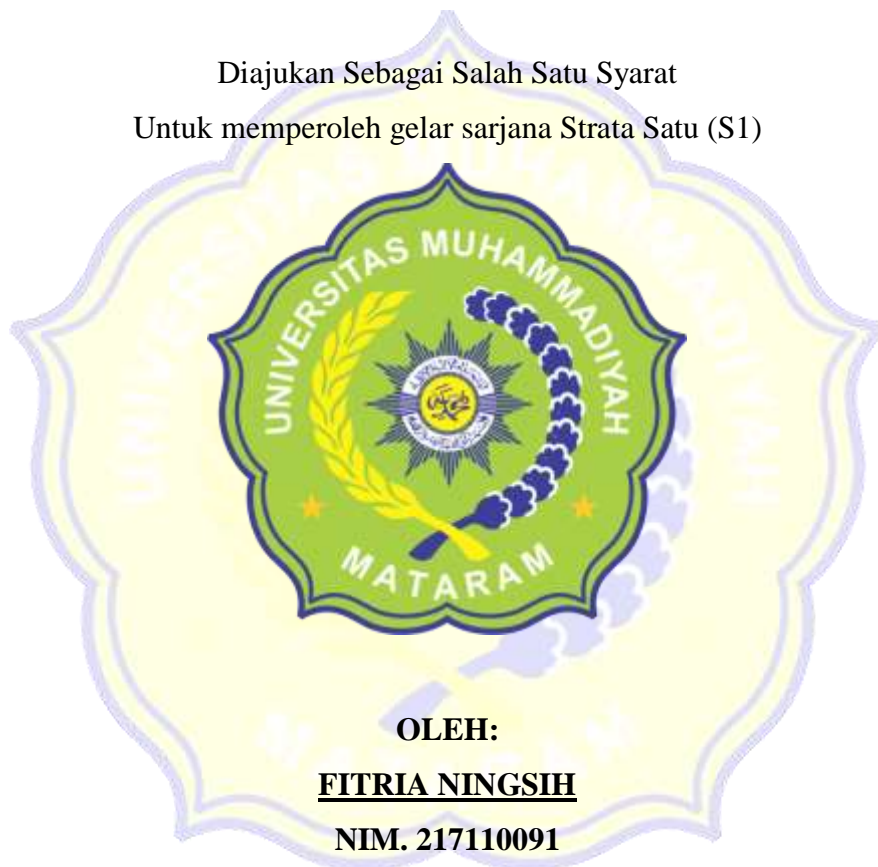 Diajukan Sebagai Salah Satu Syarat
Untuk memperoleh gelar sarjana Strata Satu (S1)
UNIVERSITAS MUHAMMADIYAH
MATARAM
OLEH:
FITRIA NINGSIH
NIM. 217110091